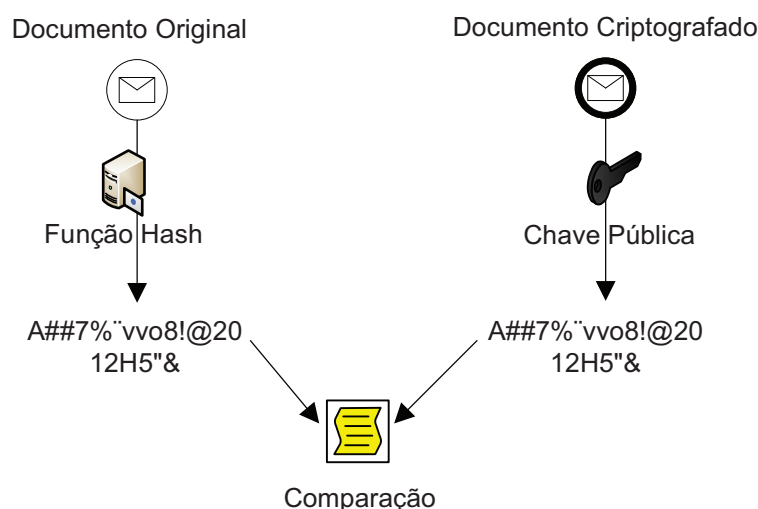 Documento Original
Documento Criptografado
Função Hash
Chave Pública
A##7%¨vvo8!@20
12H5"&
A##7%¨vvo8!@20
12H5"&
Comparação